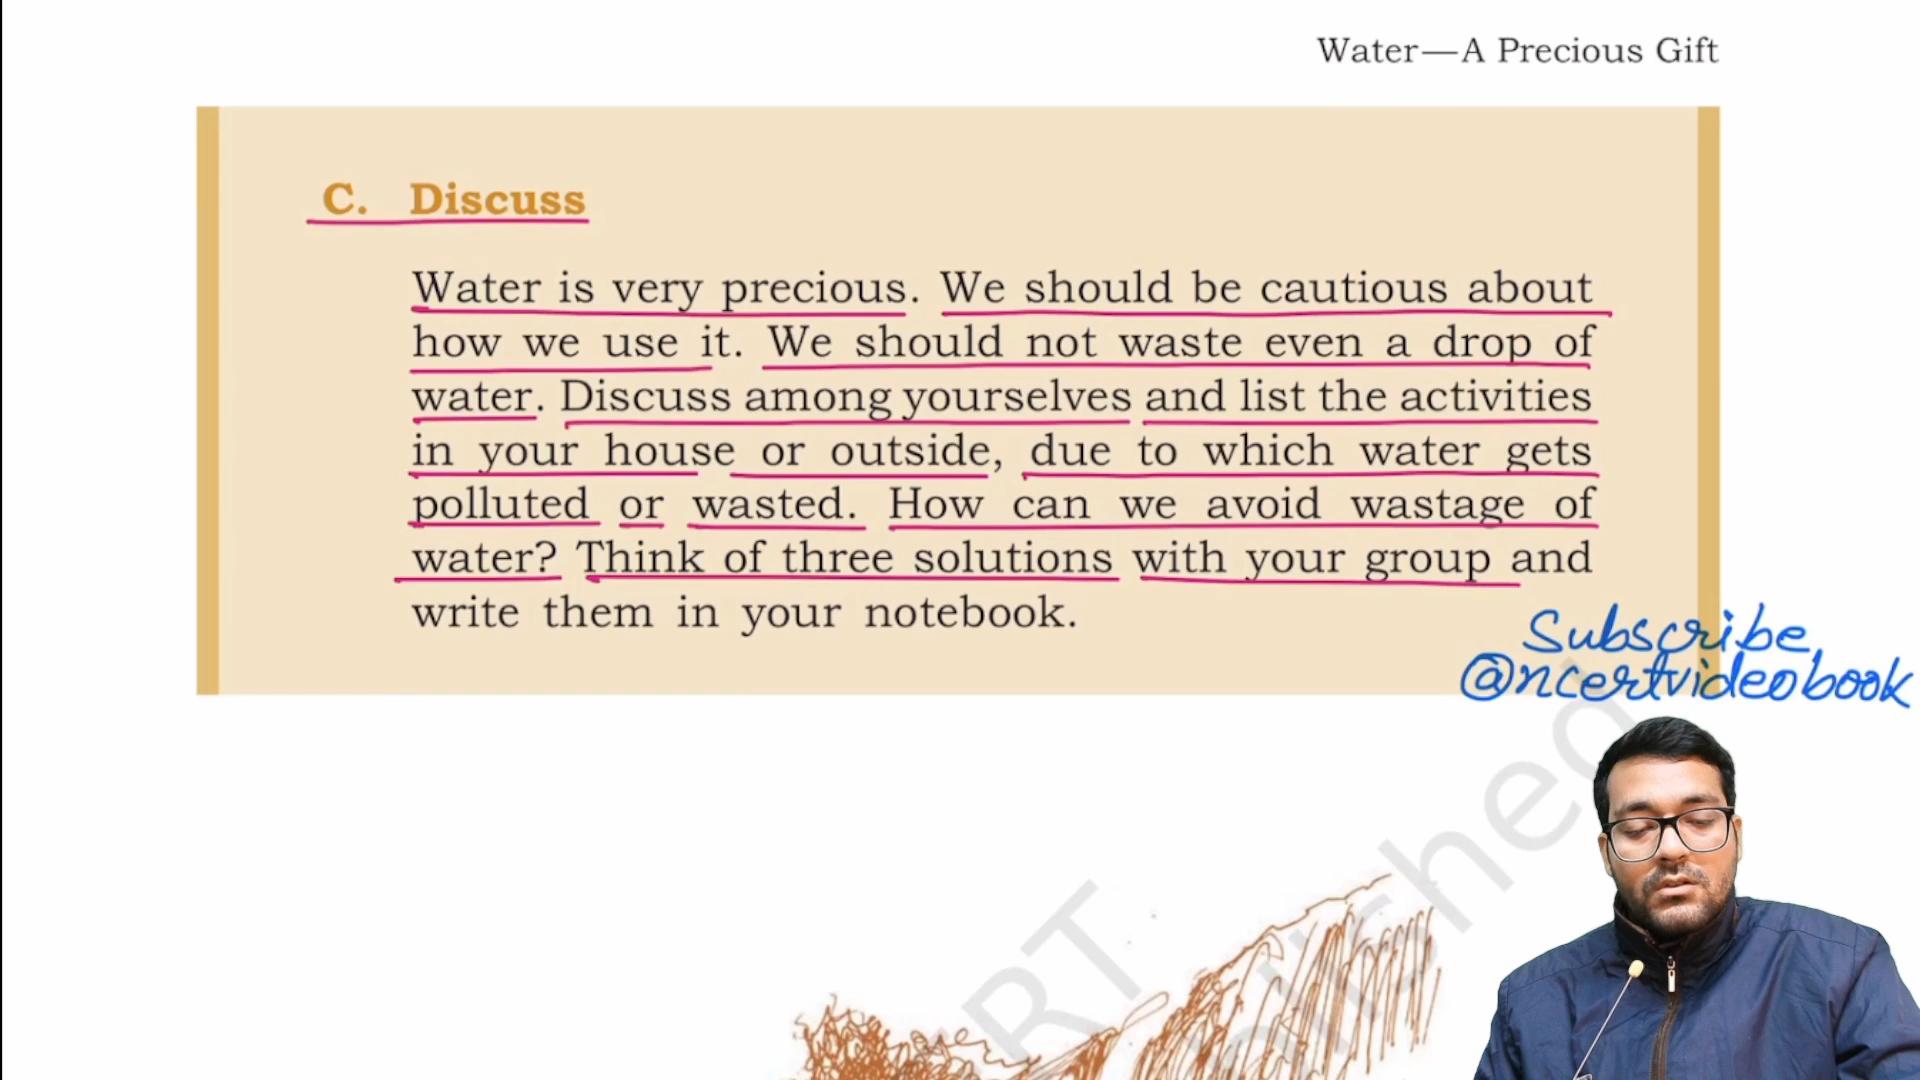 Water—A Precious Gift
C. Discuss
Water is very precious. We should be cautious about
how we use it. We should not waste even a drop of
water. Discuss among yourselves and list the activities
in your house or outside, due to which water gets
polluted or wasted. How can we avoid wastage of
water? Think of three solutions with your group and
write them in your notebook.
Subscribe
@ncertvideobook